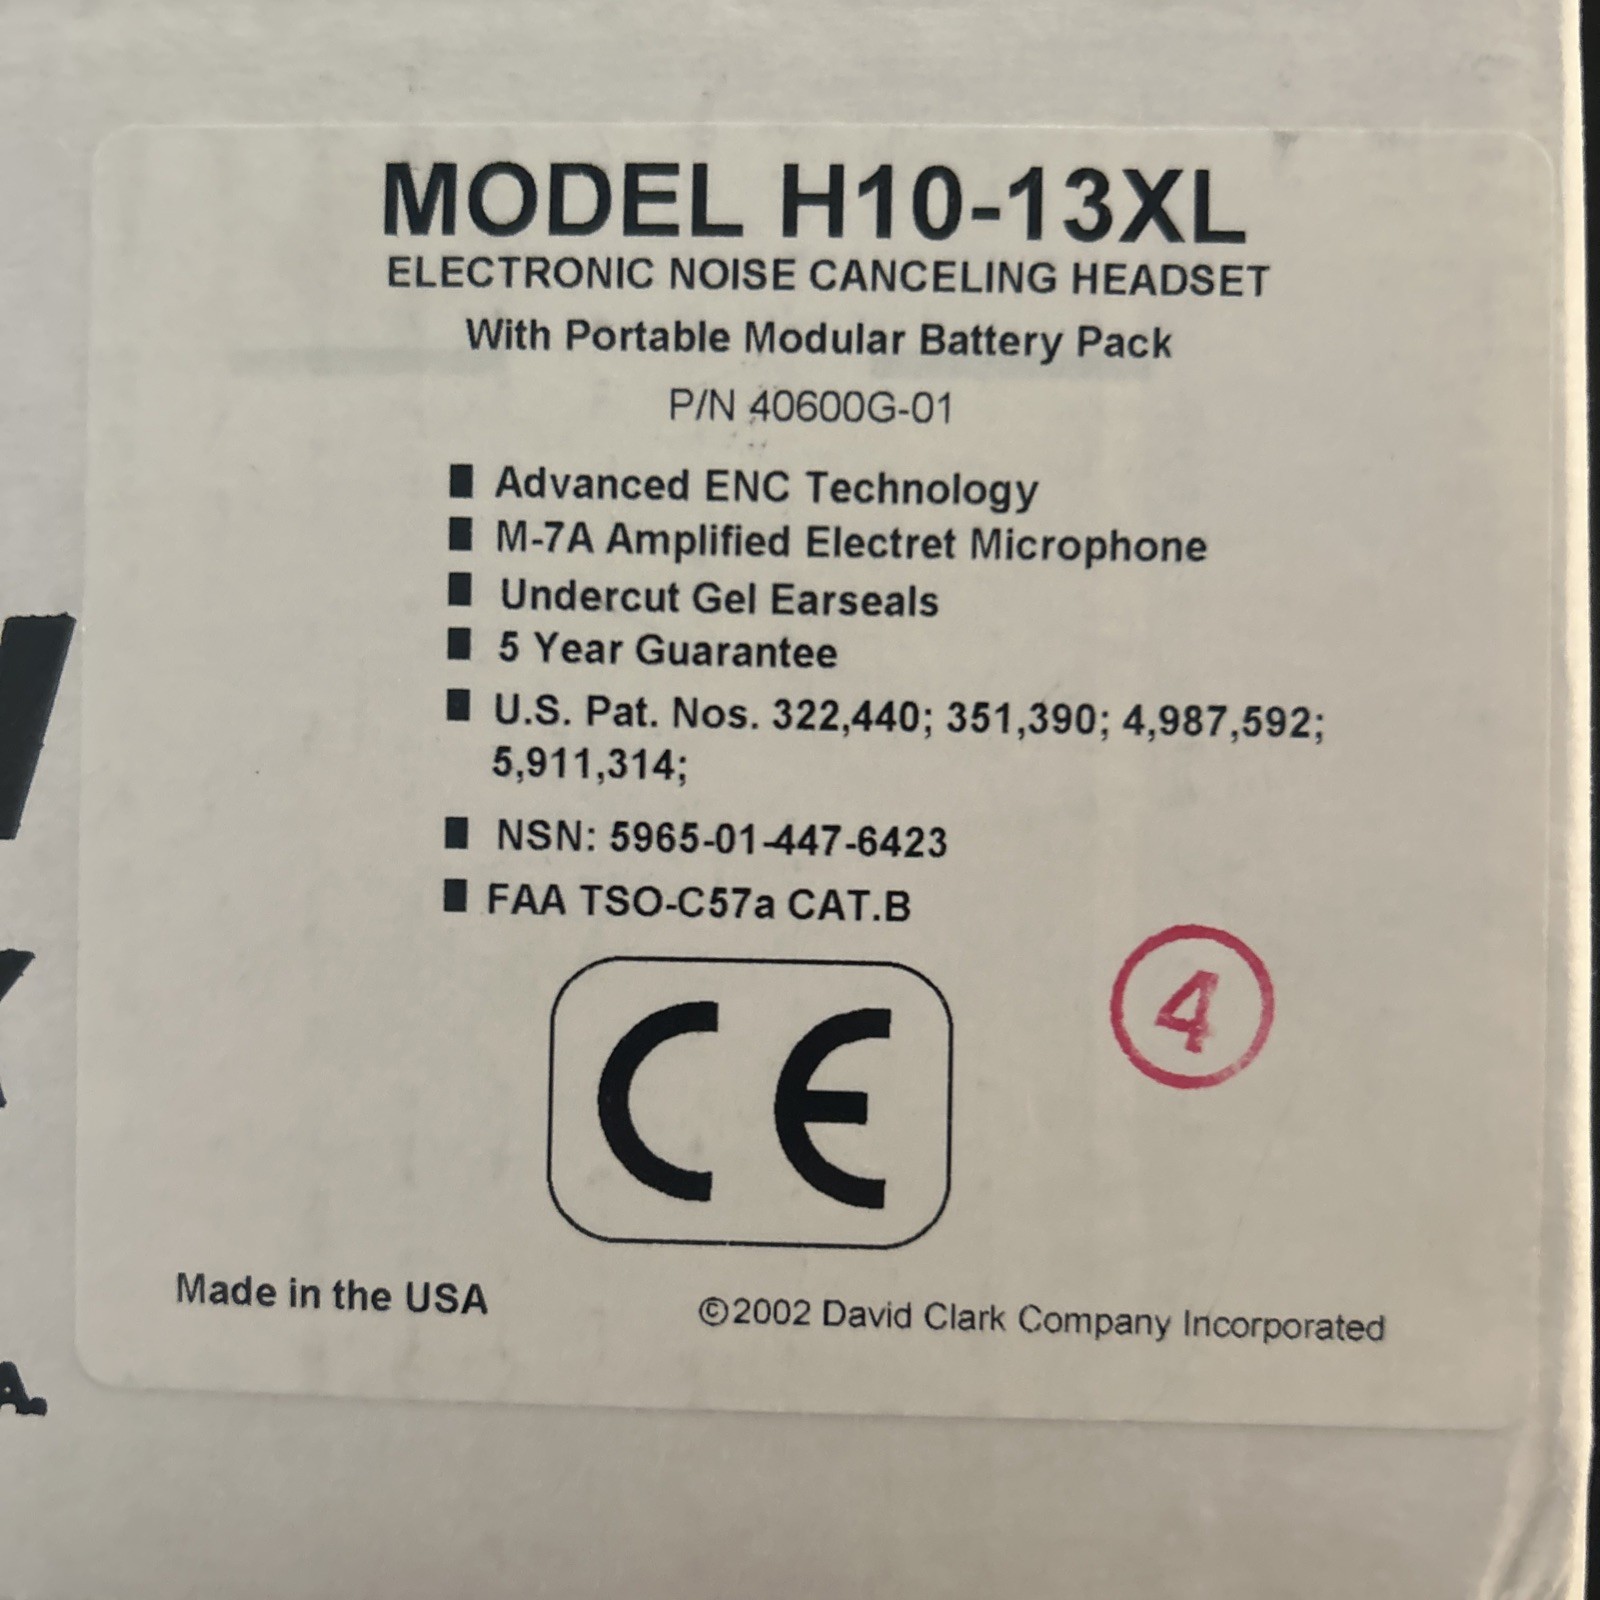 MODEL H10-13XL
ELECTRONIC NOISE CANCELING HEADSET
With Portable Modular Battery Pack
P/N 40600G-01
■ Advanced ENC Technology
■ M-7A Amplified Electret Microphone
■ Undercut Gel Earseals
■ 5 Year Guarantee
■ U.S. Pat. Nos. 322,440; 351,390; 4,987,592;
5,911,314;
■ NSN: 5965-01-447-6423
■ FAA TSO-C57a CAT.B
4
CE
Made in the USA
©2002 David Clark Company Incorporated